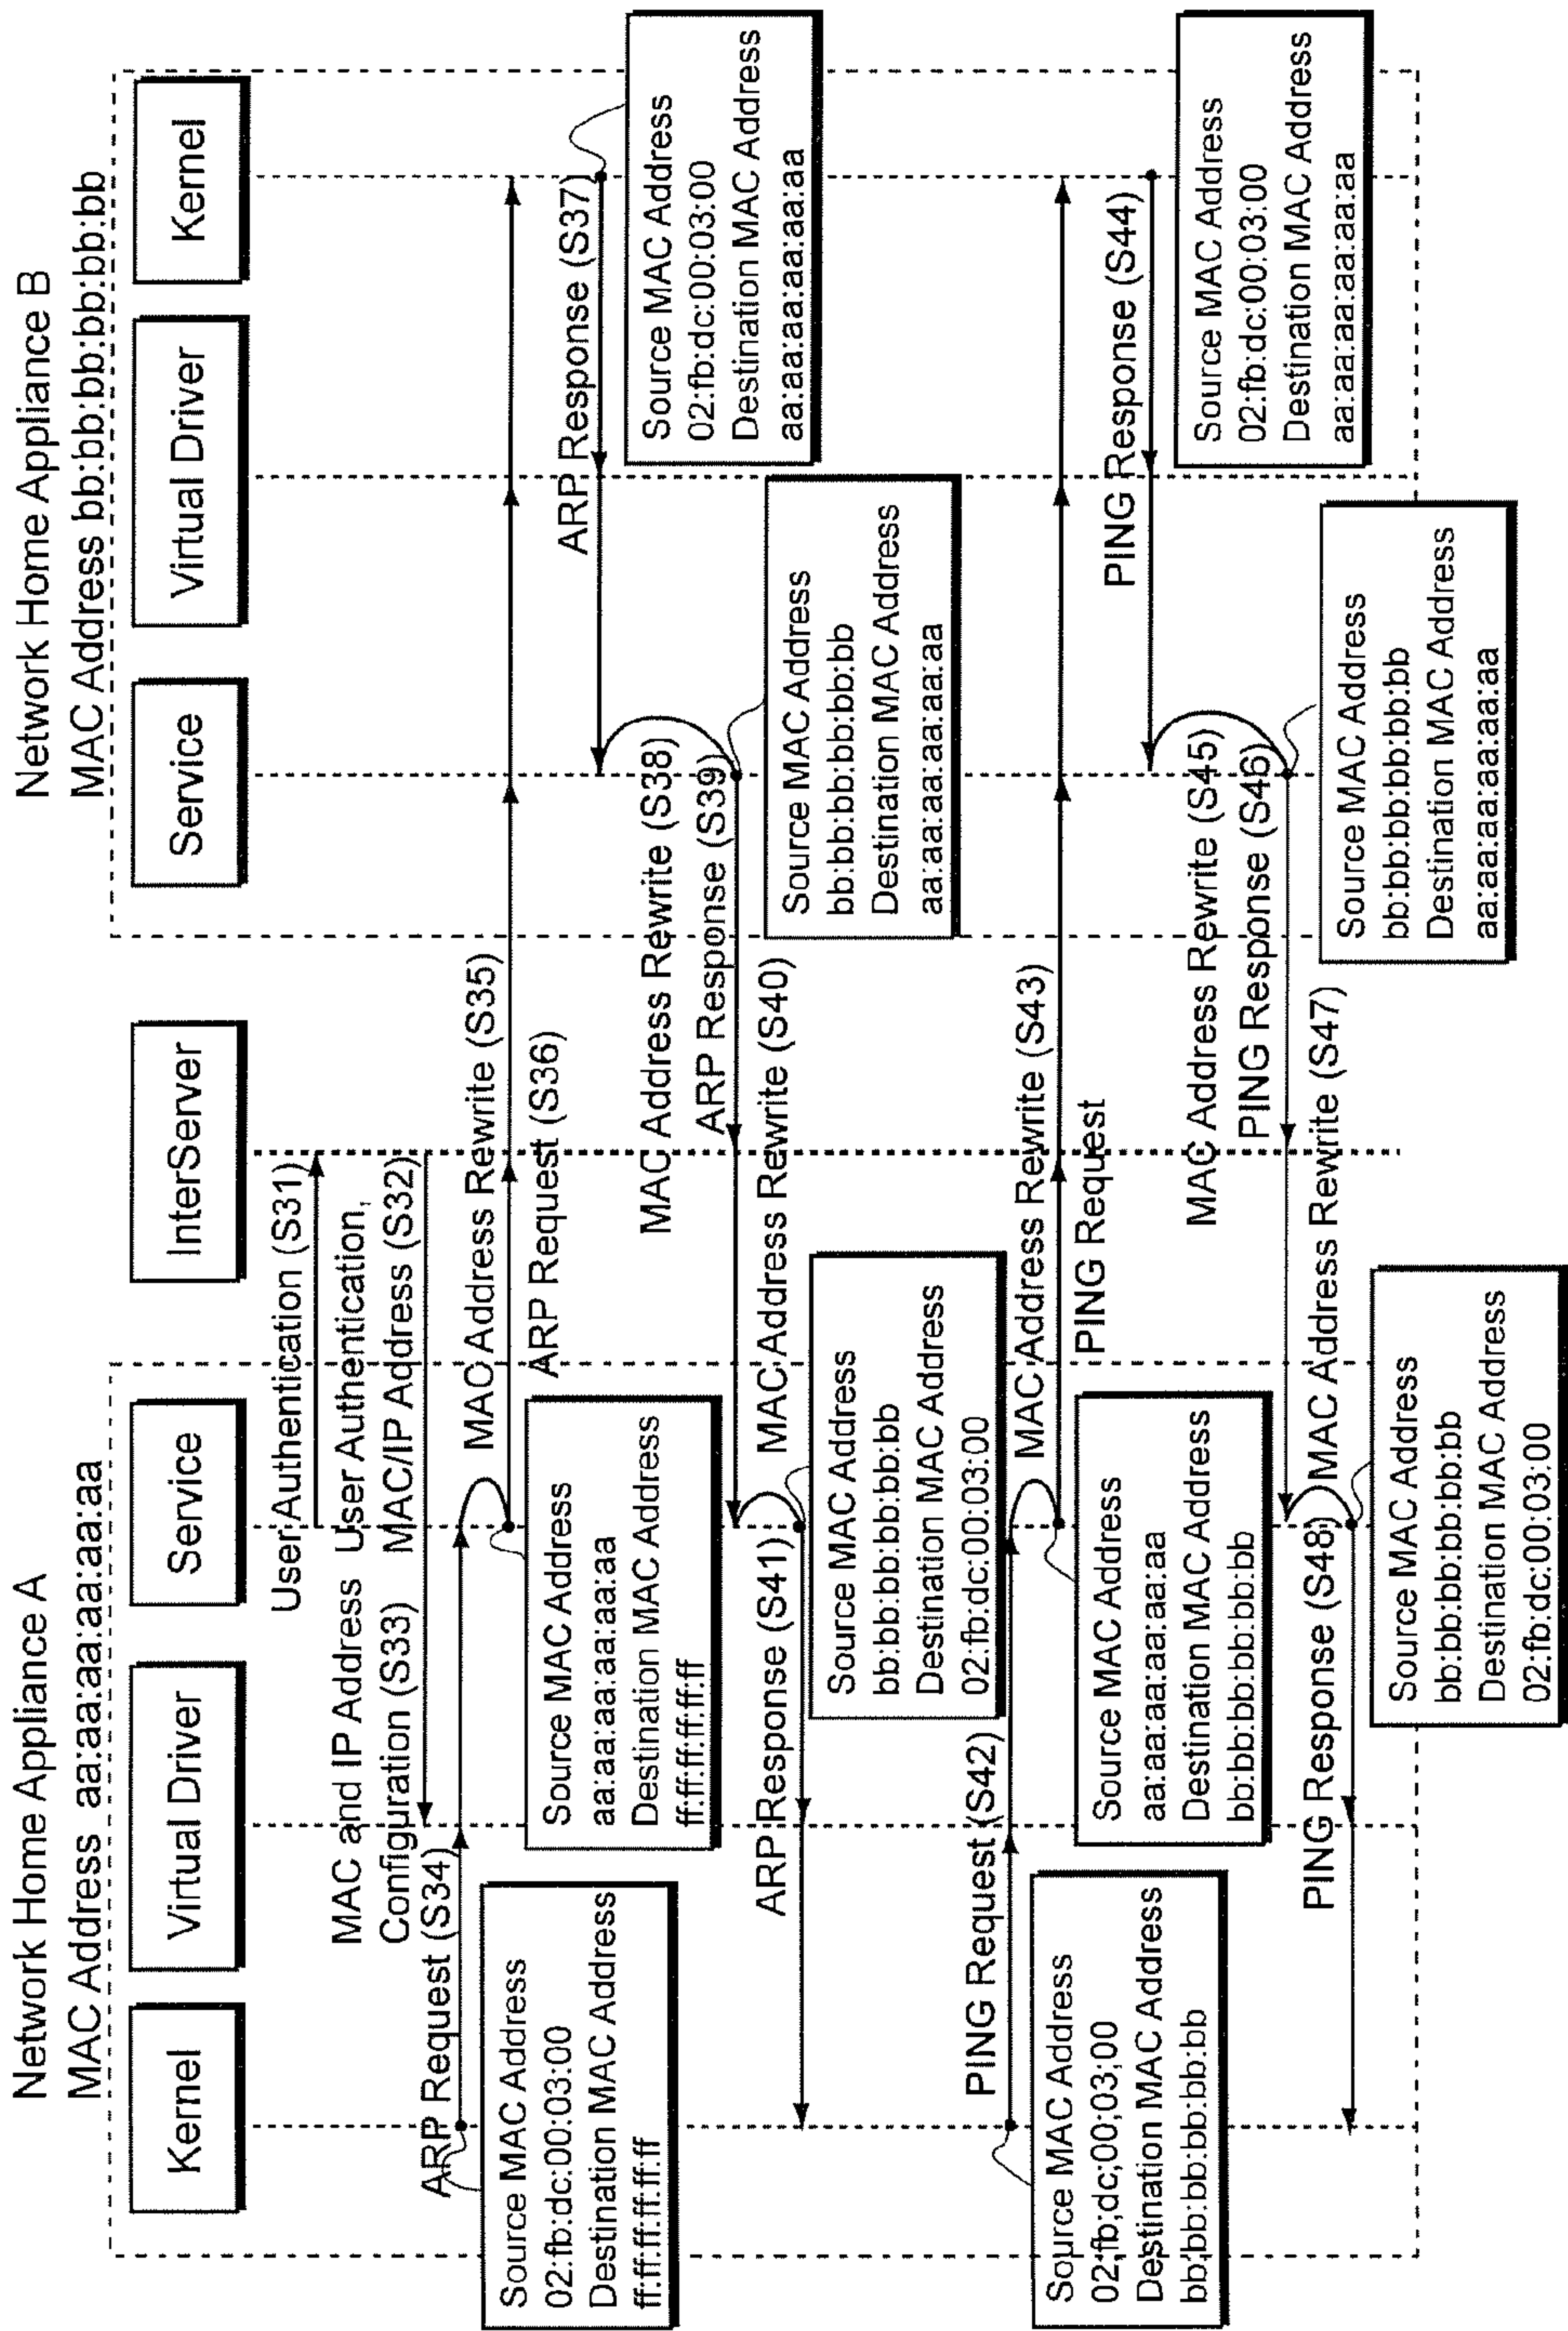 Network Home Appliance A
MAC Address aa:aa:aa:aa:aa:aa
Network Home Appliance B
MAC Address bb:bb:bb:bb:bb:bb
Kernel
Virtual Driver
Service
InterServer
Service
Virtual Driver
Kernel
User Authentication (S31)
MAC and IP Address
Configuration (S33)
User Authentication,
MAC/IP Address (S32)
ARP Request (S34)
MAC Address Rewrite (S35)
ARP Request (S36)
Source MAC Address
02:fb:dc:00:03:00
Destination MAC Address
ff:ff:ff:ff:ff:ff
Source MAC Address
aa:aa:aa:aa:aa:aa
Destination MAC Address
ff:ff:ff:ff:ff:ff
ARP Response (S37)
Source MAC Address
02:fb:dc:00:03:00
Destination MAC Address
aa:aa:aa:aa:aa:aa
MAC Address Rewrite (S38)
ARP Response (S39)
Source MAC Address
bb:bb:bb:bb:bb:bb
Destination MAC Address
aa:aa:aa:aa:aa:aa
MAC Address Rewrite (S40)
ARP Response (S41)
Source MAC Address
bb:bb:bb:bb:bb:bb
Destination MAC Address
02:fb:dc:00:03:00
PING Request (S42)
MAC Address Rewrite (S43)
PING Request
Source MAC Address
02;fb;dc;00;03;00
Destination MAC Address
bb:bb:bb:bb:bb:bb
Source MAC Address
aa:aa:aa:aa:aa:aa
Destination MAC Address
bb:bb:bb:bb:bb:bb
PING Response (S44)
Source MAC Address
02:fb:dc:00:03:00
Destination MAC Address
aa:aa:aa:aa:aa:aa
MAC Address Rewrite (S45)
PING Response (S46)
Source MAC Address
bb:bb:bb:bb:bb:bb
Destination MAC Address
aa:aa:aa:aa:aa:aa
MAC Address Rewrite (S47)
PING Response (S48)
Source MAC Address
bb:bb:bb:bb:bb:bb
Destination MAC Address
02:fb:dc:00:03:00